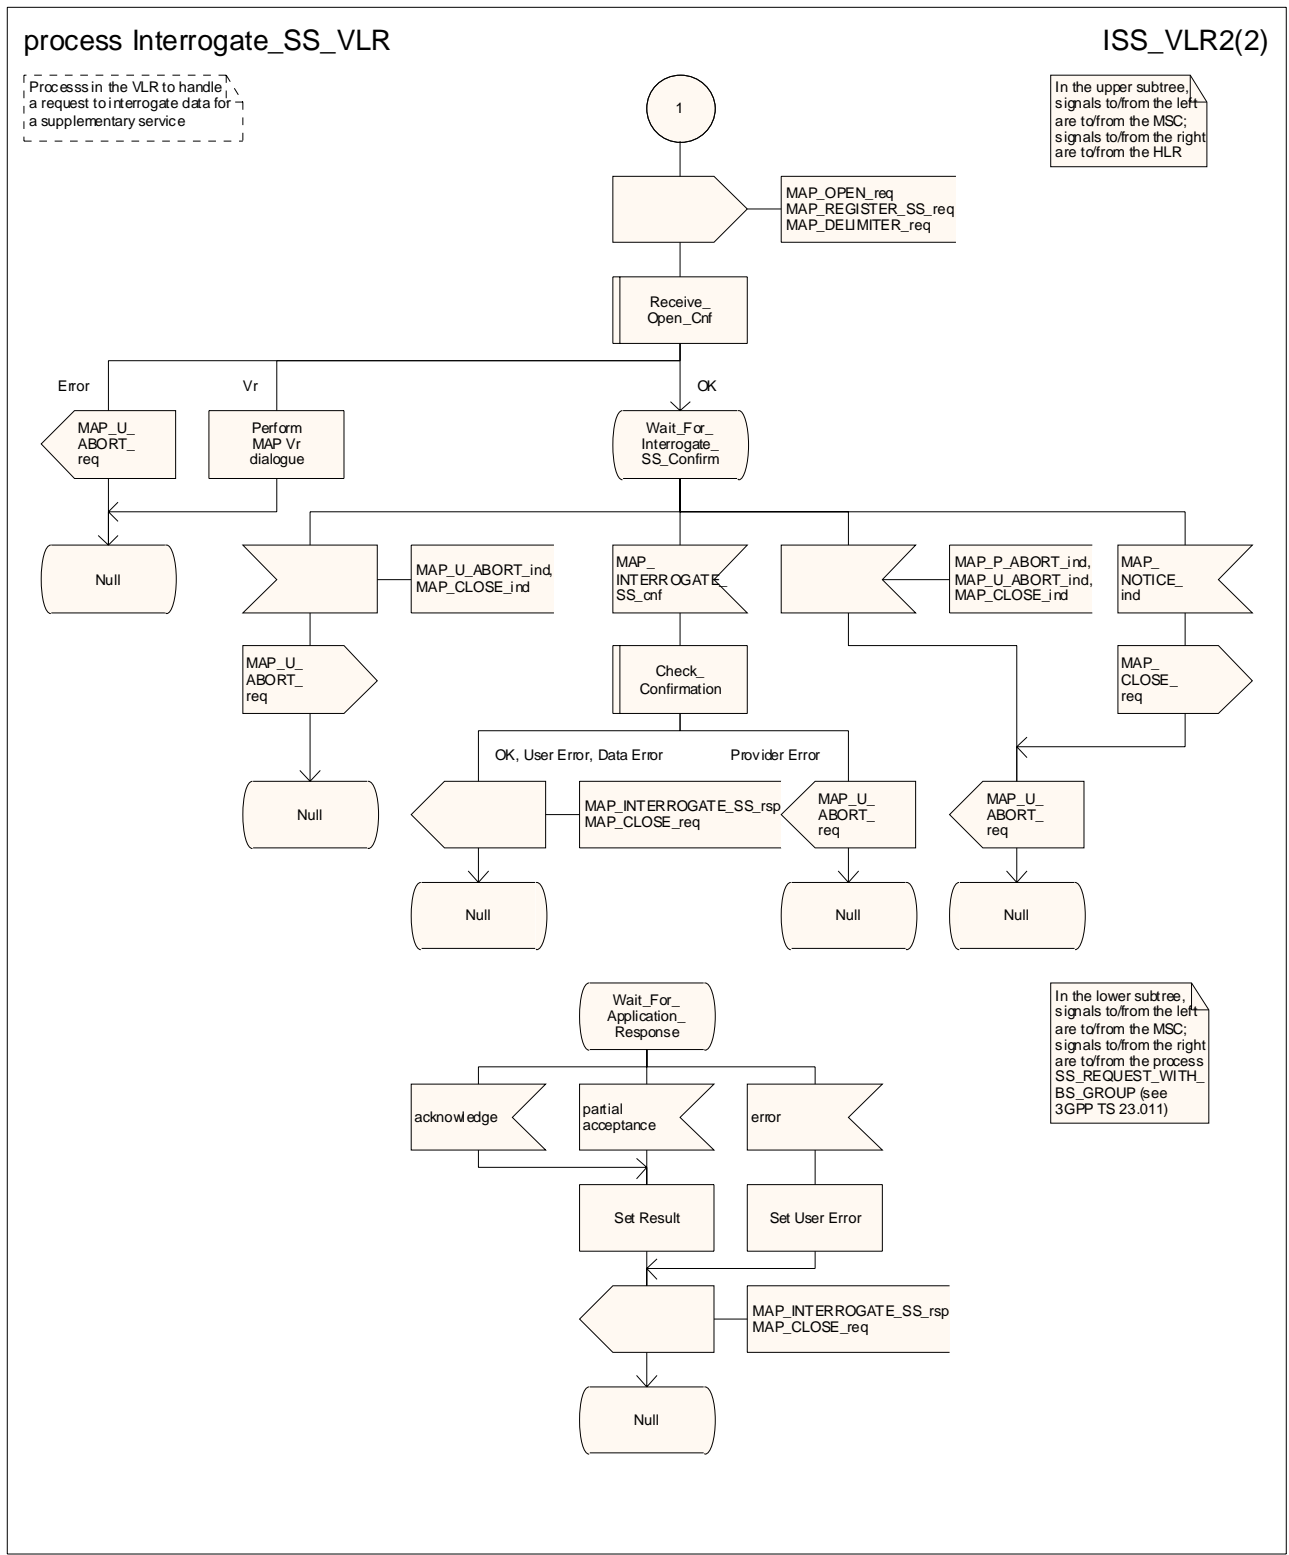 process Interrogate_SS_VLR
ISS_VLR2(2)
Processs in the VLR to handle
a request to interrogate data for
a supplementary service
1
In the upper subtree,
signals to/from the left
are to/from the MSC;
signals to/from the right
are to/from the HLR
MAP_OPEN_req
MAP_REGISTER_SS_req
MAP_DELIMITER_req
Receive_
Open_Cnf
Error
Vr
OK
MAP_U_
ABORT_
req
Perform
MAP Vr
dialogue
Wait_For_
Interrogate_
SS_Confirm
Null
MAP_U_ABORT_ind,
MAP_CLOSE_ind
MAP_
INTERROGATE_
SS_cnf
MAP_P_ABORT_ind,
MAP_U_ABORT_ind,
MAP_CLOSE_ind
MAP_
NOTICE_
ind
MAP_U_
ABORT_
req
Check_
Confirmation
MAP_
CLOSE_
req
OK, User Error, Data Error
Provider Error
Null
MAP_INTERROGATE_SS_rsp
MAP_CLOSE_req
MAP_U_
ABORT_
req
MAP_U_
ABORT_
req
Null
Null
Null
Wait_For_
Application_
Response
In the lower subtree,
signals to/from the left
are to/from the MSC;
signals to/from the right
are to/from the process
SS_REQUEST_WITH_
BS_GROUP (see
3GPP TS 23.011)
acknowledge
partial
acceptance
error
Set Result
Set User Error
MAP_INTERROGATE_SS_rsp
MAP_CLOSE_req
Null